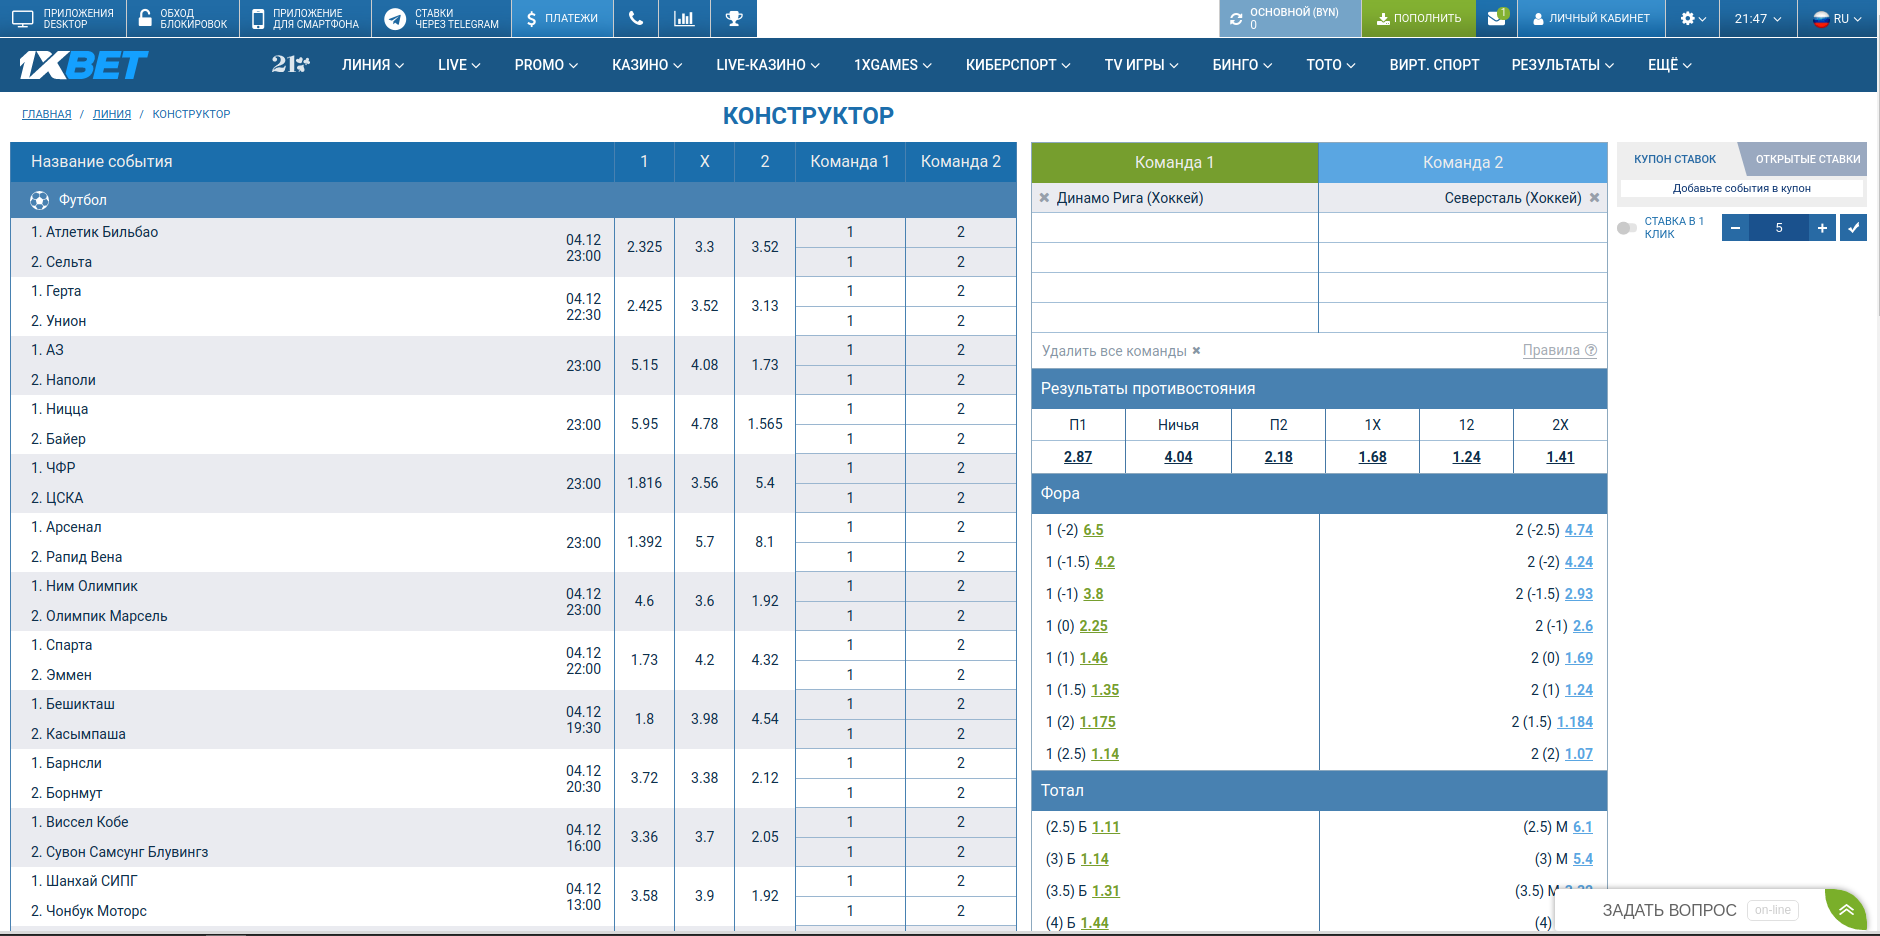 ПРИЛОЖЕНИЯ DESKTOP
ОБХОД БЛОКИРОВОК
ПРИЛОЖЕНИЕ ДЛЯ СМАРТФОНА
СТАВКИ ЧЕРЕЗ TELEGRAM
$ ПЛАТЕЖИ
ОСНОВНОЙ (BYN) 0
ПОПОЛНИТЬ
1
ЛИЧНЫЙ КАБИНЕТ
21:47
RU
1XBET
21 ЛИНИЯ LIVE PROMO КАЗИНО LIVE-КАЗИНО 1XGAMES КИБЕРСПОРТ TV ИГРЫ БИНГО ТОТО ВИРТ. СПОРТ РЕЗУЛЬТАТЫ ЕЩЁ
ГЛАВНАЯ / ЛИНИЯ / КОНСТРУКТОР
КОНСТРУКТОР
Название события 1 X 2 Команда 1 Команда 2
Футбол
1. Атлетик Бильбао 1 2
04.12 23:00 2.325 3.3 3.52
2. Сельта 1 2
1. Герта 1 2
04.12 22:30 2.425 3.52 3.13
2. Унион 1 2
1. АЗ 1 2
23:00 5.15 4.08 1.73
2. Наполи 1 2
1. Ницца 1 2
23:00 5.95 4.78 1.565
2. Байер 1 2
1. ЧФР 1 2
23:00 1.816 3.56 5.4
2. ЦСКА 1 2
1. Арсенал 1 2
23:00 1.392 5.7 8.1
2. Рапид Вена 1 2
1. Ним Олимпик 1 2
04.12 23:00 4.6 3.6 1.92
2. Олимпик Марсель 1 2
1. Спарта 1 2
04.12 22:00 1.73 4.2 4.32
2. Эммен 1 2
1. Бешикташ 1 2
04.12 19:30 1.8 3.98 4.54
2. Касымпаша 1 2
1. Барнсли 1 2
04.12 20:30 3.72 3.38 2.12
2. Борнмут 1 2
1. Виссел Кобе 1 2
04.12 16:00 3.36 3.7 2.05
2. Сувон Самсунг Блувингз 1 2
1. Шанхай СИПГ 1 2
04.12 13:00 3.58 3.9 1.92
2. Чонбук Моторс 1 2
Команда 1 Команда 2
Динамо Рига (Хоккей) Северсталь (Хоккей)
Удалить все команды Правила
Результаты противостояния
П1 Ничья П2 1X 12 2X
2.87 4.04 2.18 1.68 1.24 1.41
Фора
1 (-2) 6.5 2 (-2.5) 4.74
1 (-1.5) 4.2 2 (-2) 4.24
1 (-1) 3.8 2 (-1.5) 2.93
1 (0) 2.25 2 (-1) 2.6
1 (1) 1.46 2 (0) 1.69
1 (1.5) 1.35 2 (1) 1.24
1 (2) 1.175 2 (1.5) 1.184
1 (2.5) 1.14 2 (2) 1.07
Тотал
(2.5) Б 1.11 (2.5) М 6.1
(3) Б 1.14 (3) М 5.4
(3.5) Б 1.31 (3.5) М
(4) Б 1.44 (4)
КУПОН СТАВОК ОТКРЫТЫЕ СТАВКИ
Добавьте события в купон
СТАВКА В 1 КЛИК − 5 +
ЗАДАТЬ ВОПРОС on-line